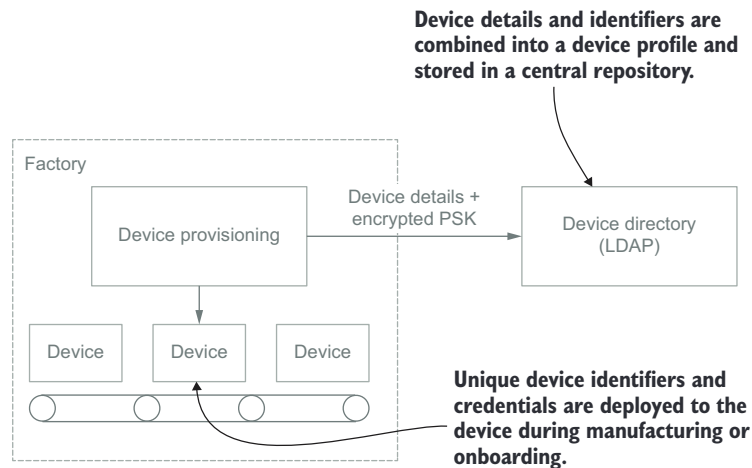 Device details and identifiers are
combined into a device profile and
stored in a central repository.
Factory
Device provisioning
Device details +
encrypted PSK
Device directory
(LDAP)
Device
Device
Device
Unique device identifiers and
credentials are deployed to the
device during manufacturing or
onboarding.